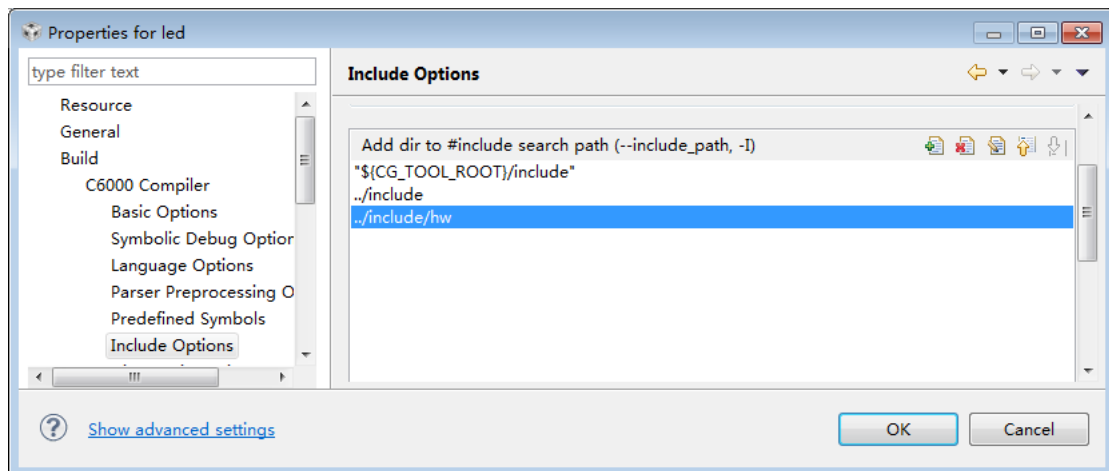 Properties for led
type filter text
Resource
General
Build
C6000 Compiler
Basic Options
Symbolic Debug Option
Language Options
Parser Preprocessing O
Predefined Symbols
Include Options
Include Options
Add dir to #include search path (--include_path, -I)
"${CG_TOOL_ROOT}/include"
../include
../include/hw
?
Show advanced settings
OK
Cancel